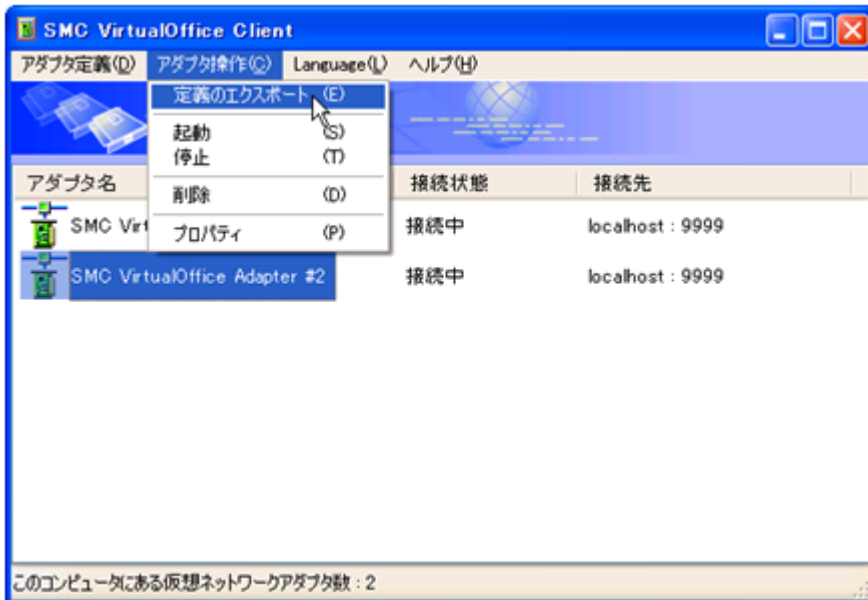 SMC VirtualOffice Client
アダプタ定義(D) アダプタ操作(C) Language(L) ヘルプ(H)
定義のエクスポート (E)
起動 (S)
停止 (T)
削除 (D)
プロパティ (P)
アダプタ名 接続状態 接続先
SMC Virt 接続中 localhost : 9999
SMC VirtualOffice Adapter #2 接続中 localhost : 9999
このコンピュータにある仮想ネットワークアダプタ数 : 2